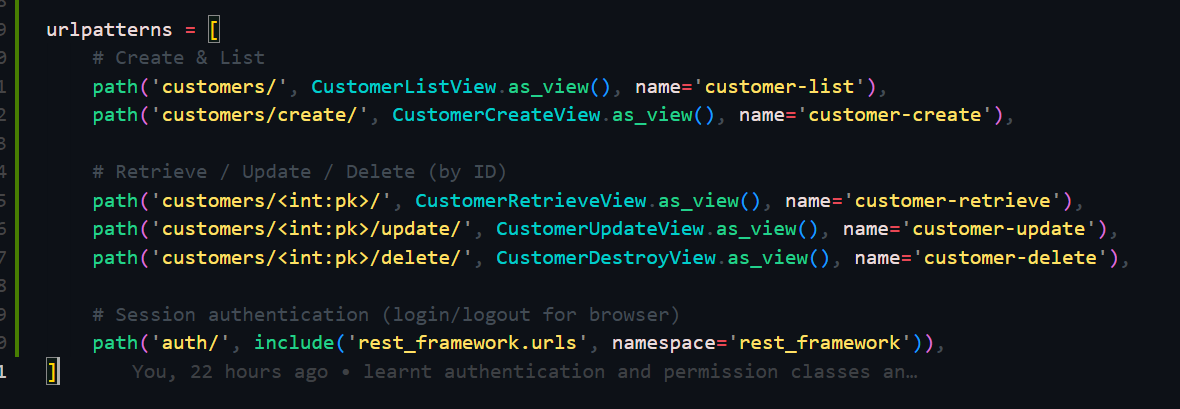 urlpatterns = [
# Create & List
path('customers/', CustomerListView.as_view(), name='customer-list'),
path('customers/create/', CustomerCreateView.as_view(), name='customer-create'),
# Retrieve / Update / Delete (by ID)
path('customers/<int:pk>/', CustomerRetrieveView.as_view(), name='customer-retrieve'),
path('customers/<int:pk>/update/', CustomerUpdateView.as_view(), name='customer-update'),
path('customers/<int:pk>/delete/', CustomerDestroyView.as_view(), name='customer-delete'),
# Session authentication (login/logout for browser)
path('auth/', include('rest_framework.urls', namespace='rest_framework')),
] You, 22 hours ago • learnt authentication and permission classes an…